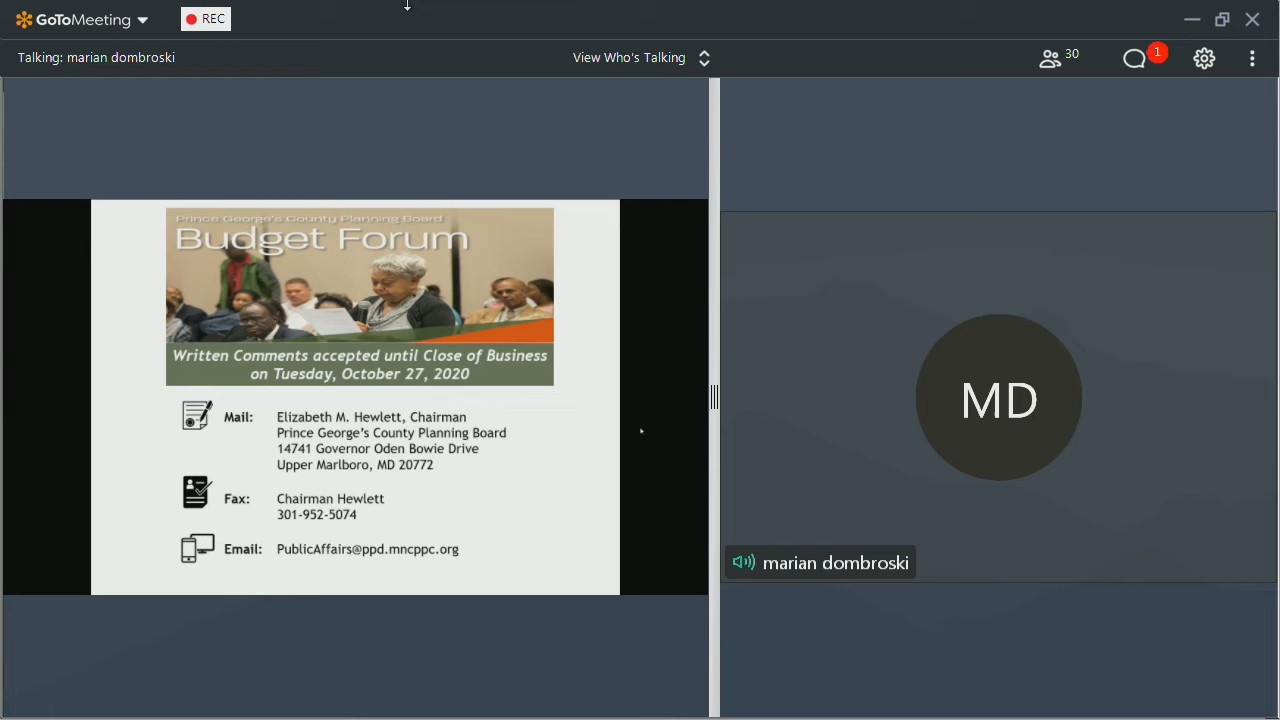 GoToMeeting
REC
Talking: marian dombroski
View Who's Talking
30
1
Prince George's County Planning Board
Budget Forum
Written Comments accepted until Close of Business
on Tuesday, October 27, 2020
Mail: Elizabeth M. Hewlett, Chairman
Prince George's County Planning Board
14741 Governor Oden Bowie Drive
Upper Marlboro, MD 20772
Fax: Chairman Hewlett
301-952-5074
Email: PublicAffairs@ppd.mncppc.org
MD
marian dombroski